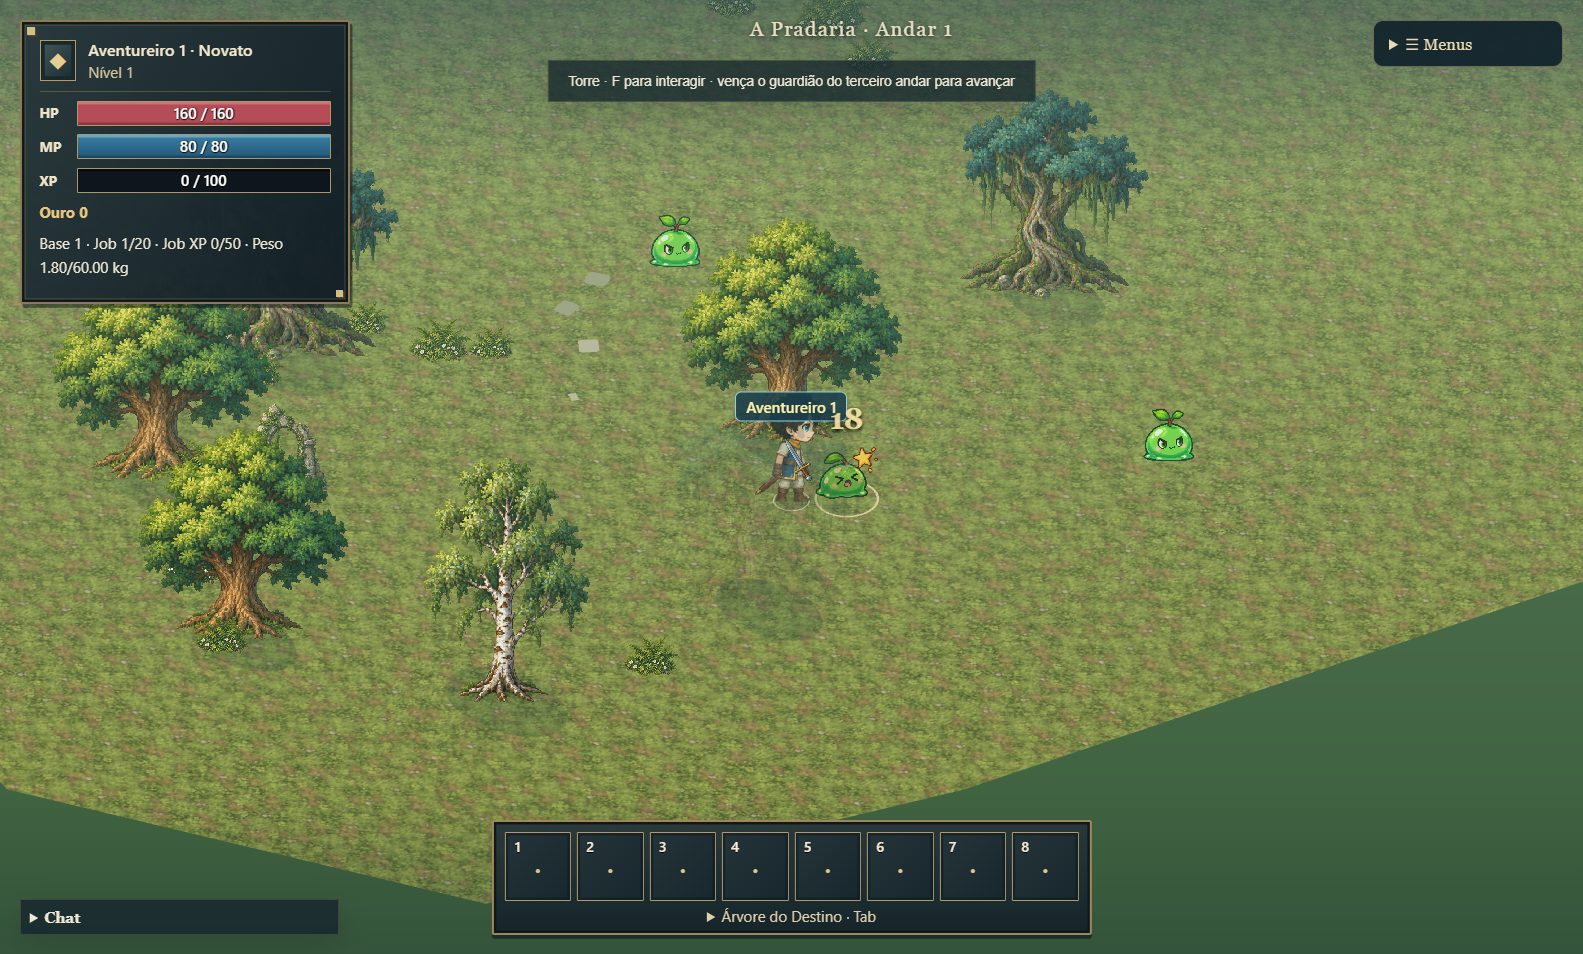 A Pradaria · Andar 1
Torre · F para interagir · vença o guardião do terceiro andar para avançar
☰ Menus
Aventureiro 1 · Novato
Nível 1
HP 160 / 160
MP 80 / 80
XP 0 / 100
Ouro 0
Base 1 · Job 1/20 · Job XP 0/50 · Peso
1.80/60.00 kg
Aventureiro 1
18
1 2 3 4 5 6 7 8
Árvore do Destino · Tab
Chat